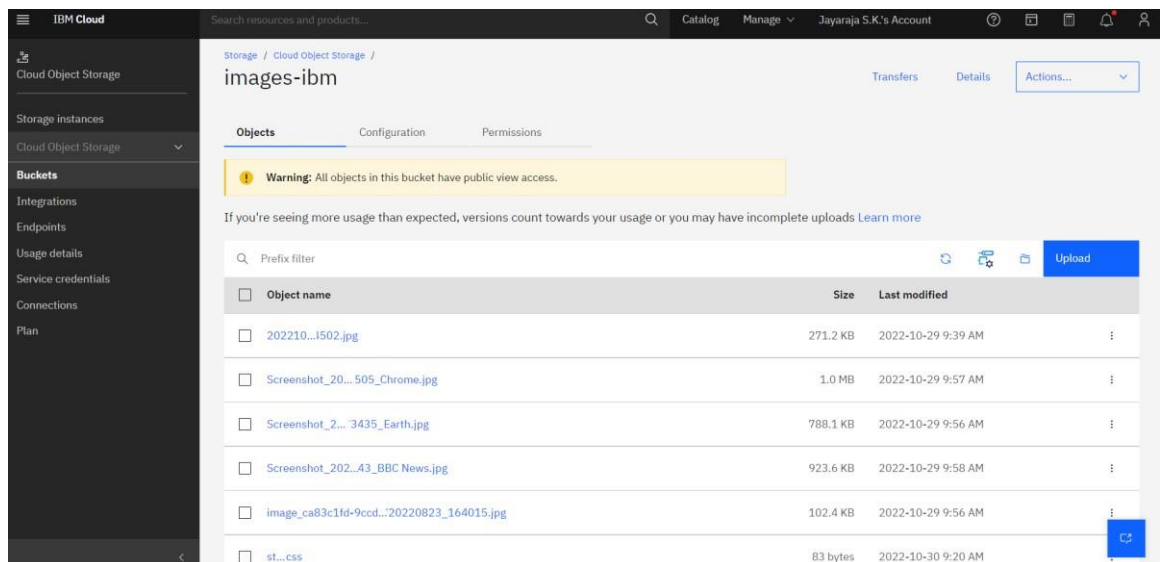 IBM Cloud
Search resources and products...
Catalog
Manage
Jayaraja S.K.'s Account
Cloud Object Storage
Storage instances
Cloud Object Storage
Buckets
Integrations
Endpoints
Usage details
Service credentials
Connections
Plan
Storage / Cloud Object Storage /
images-ibm
Transfers
Details
Actions...
Objects
Configuration
Permissions
Warning: All objects in this bucket have public view access.
If you're seeing more usage than expected, versions count towards your usage or you may have incomplete uploads Learn more
Prefix filter
Upload
Object name Size Last modified
202210...502.jpg 271.2 KB 2022-10-29 9:39 AM
Screenshot_20... 505_Chrome.jpg 1.0 MB 2022-10-29 9:57 AM
Screenshot_2... 3435_Earth.jpg 788.1 KB 2022-10-29 9:56 AM
Screenshot_202...43_BBC News.jpg 923.6 KB 2022-10-29 9:58 AM
image_ca83c1fd-9ccd...20220823_164015.jpg 102.4 KB 2022-10-29 9:56 AM
st...css 83 bytes 2022-10-30 9:20 AM